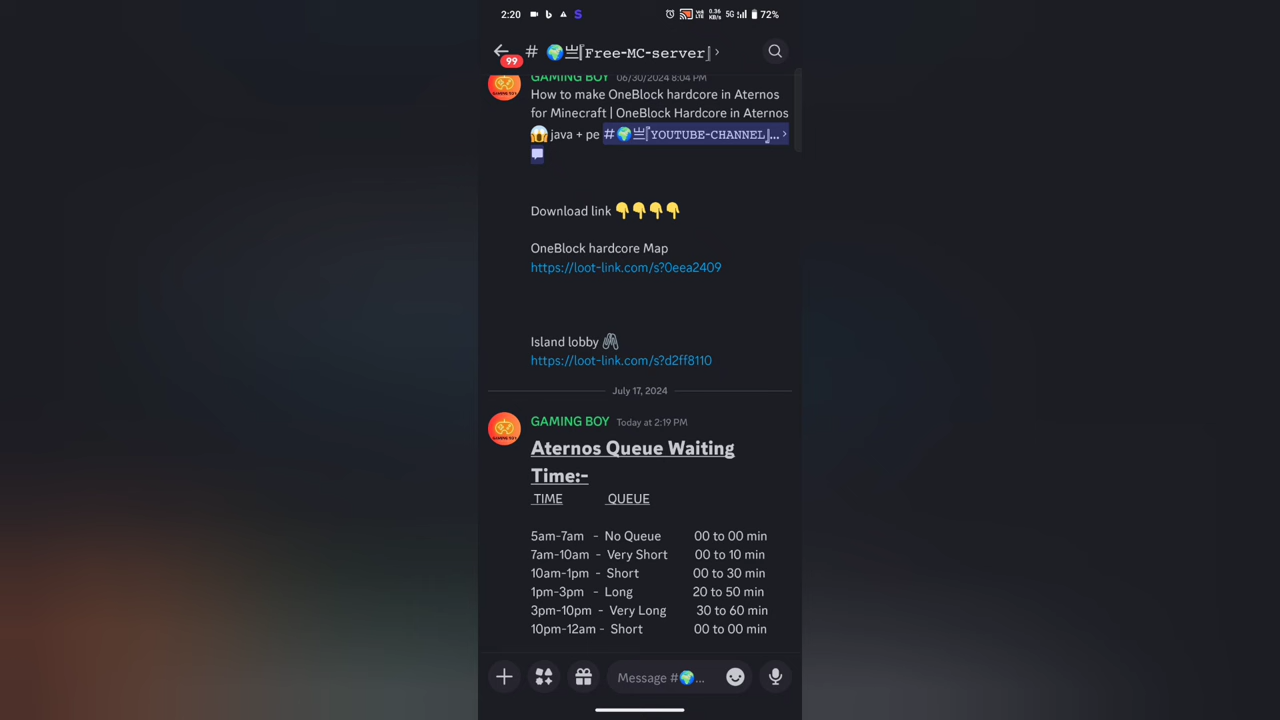 2:20 b S 0.36 KB/s 5G 72%
99 # 🌍亗『Free-MC-server』 ›
GAMING BOY 06/30/2024 8:04 PM
How to make OneBlock hardcore in Aternos
for Minecraft | OneBlock Hardcore in Aternos
😱 java + pe #🌍亗『YOUTUBE-CHANNEL』... ›
Download link 👇👇👇👇
OneBlock hardcore Map
https://loot-link.com/s?0eea2409
Island lobby 🖇️
https://loot-link.com/s?d2ff8110
July 17, 2024
GAMING BOY Today at 2:19 PM
Aternos Queue Waiting
Time:-
TIME QUEUE
5am-7am - No Queue 00 to 00 min
7am-10am - Very Short 00 to 10 min
10am-1pm - Short 00 to 30 min
1pm-3pm - Long 20 to 50 min
3pm-10pm - Very Long 30 to 60 min
10pm-12am - Short 00 to 00 min
Message #🌍...